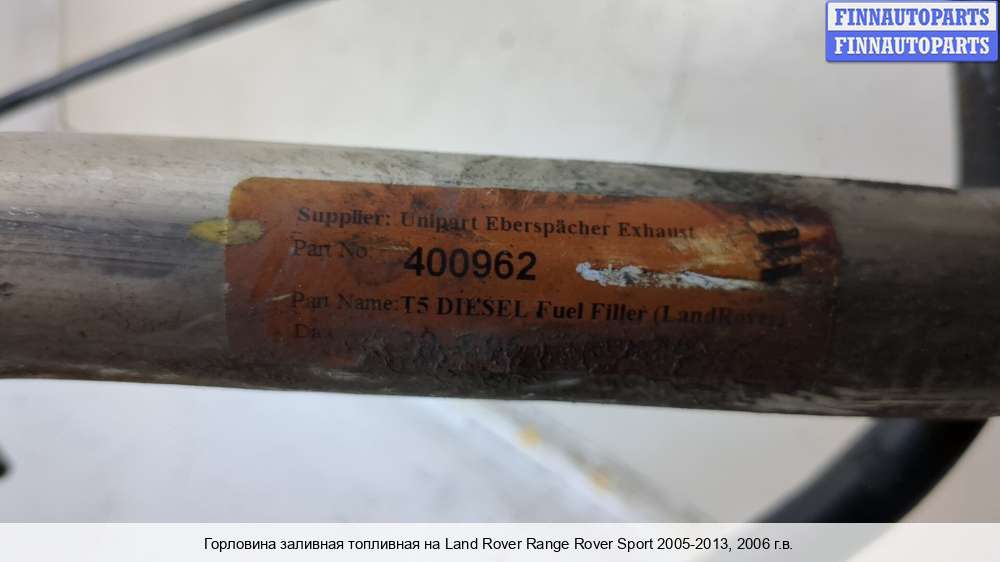 FINNAUTOPARTS
FINNAUTOPARTS
Supplier: Unipart Eberspächer Exhaust
Part No:
400962
Part Name:T5 DIESEL Fuel Filler (LandRover)
Горловина заливная топливная на Land Rover Range Rover Sport 2005-2013, 2006 г.в.